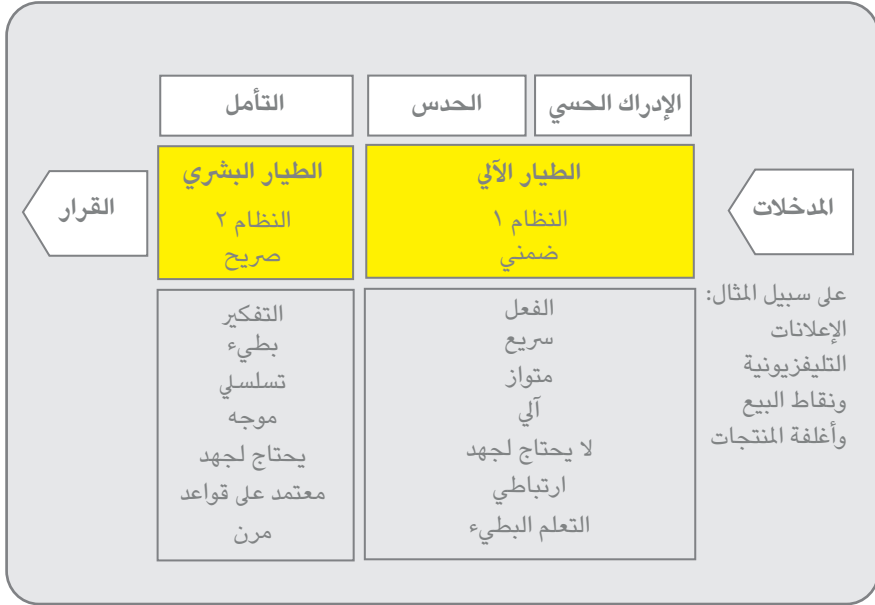 الإدراك الحسي
الحدس
التأمل
المدخلات
على سبيل المثال:
الإعلانات
التليفزيونية
ونقاط البيع
وأغلفة المنتجات
الطيار الآلي
النظام ١
ضمني
الفعل
سريع
متواز
آلي
لا يحتاج لجهد
ارتباطي
التعلم البطيء
الطيار البشري
النظام ٢
صريح
التفكير
بطيء
تسلسلي
موجه
يحتاج لجهد
معتمد على قواعد
مرن
القرار